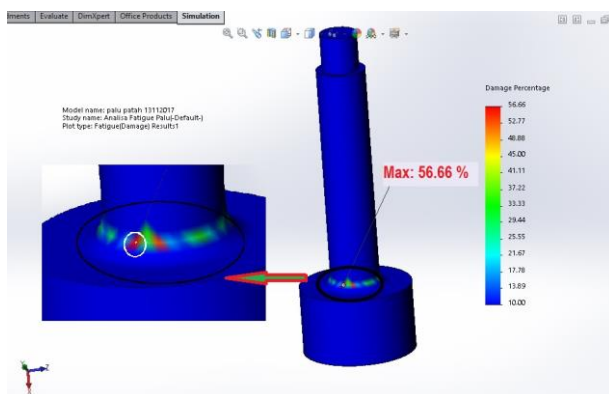 dments Evaluate DimXpert Office Products Simulation
Model name: palu patah 13112017
Study name: Analisa Fatigue Palu(-Default-)
Plot type: Fatigue(Damage) Results1
Max: 56.66 %
Damage Percentage
56.66
52.77
48.88
45.00
41.11
37.22
33.33
29.44
25.55
21.67
17.78
13.89
10.00